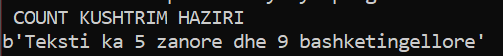 COUNT KUSHTRIM HAZIRI
b'Teksti ka 5 zanore dhe 9 bashketingellore'